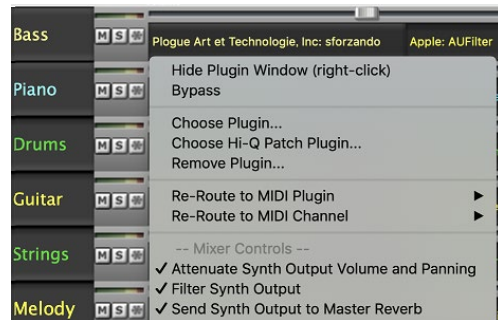 Bass
M S
Plogue Art et Technologie, Inc: sforzando
Apple: AUFilter
Hide Plugin Window (right-click)
Bypass
Piano
M S
Choose Plugin...
Choose Hi-Q Patch Plugin...
Remove Plugin...
Drums
M S
Re-Route to MIDI Plugin
Re-Route to MIDI Channel
Guitar
M S
-- Mixer Controls --
✓ Attenuate Synth Output Volume and Panning
Strings
M S
✓ Filter Synth Output
✓ Send Synth Output to Master Reverb
Melody
M S